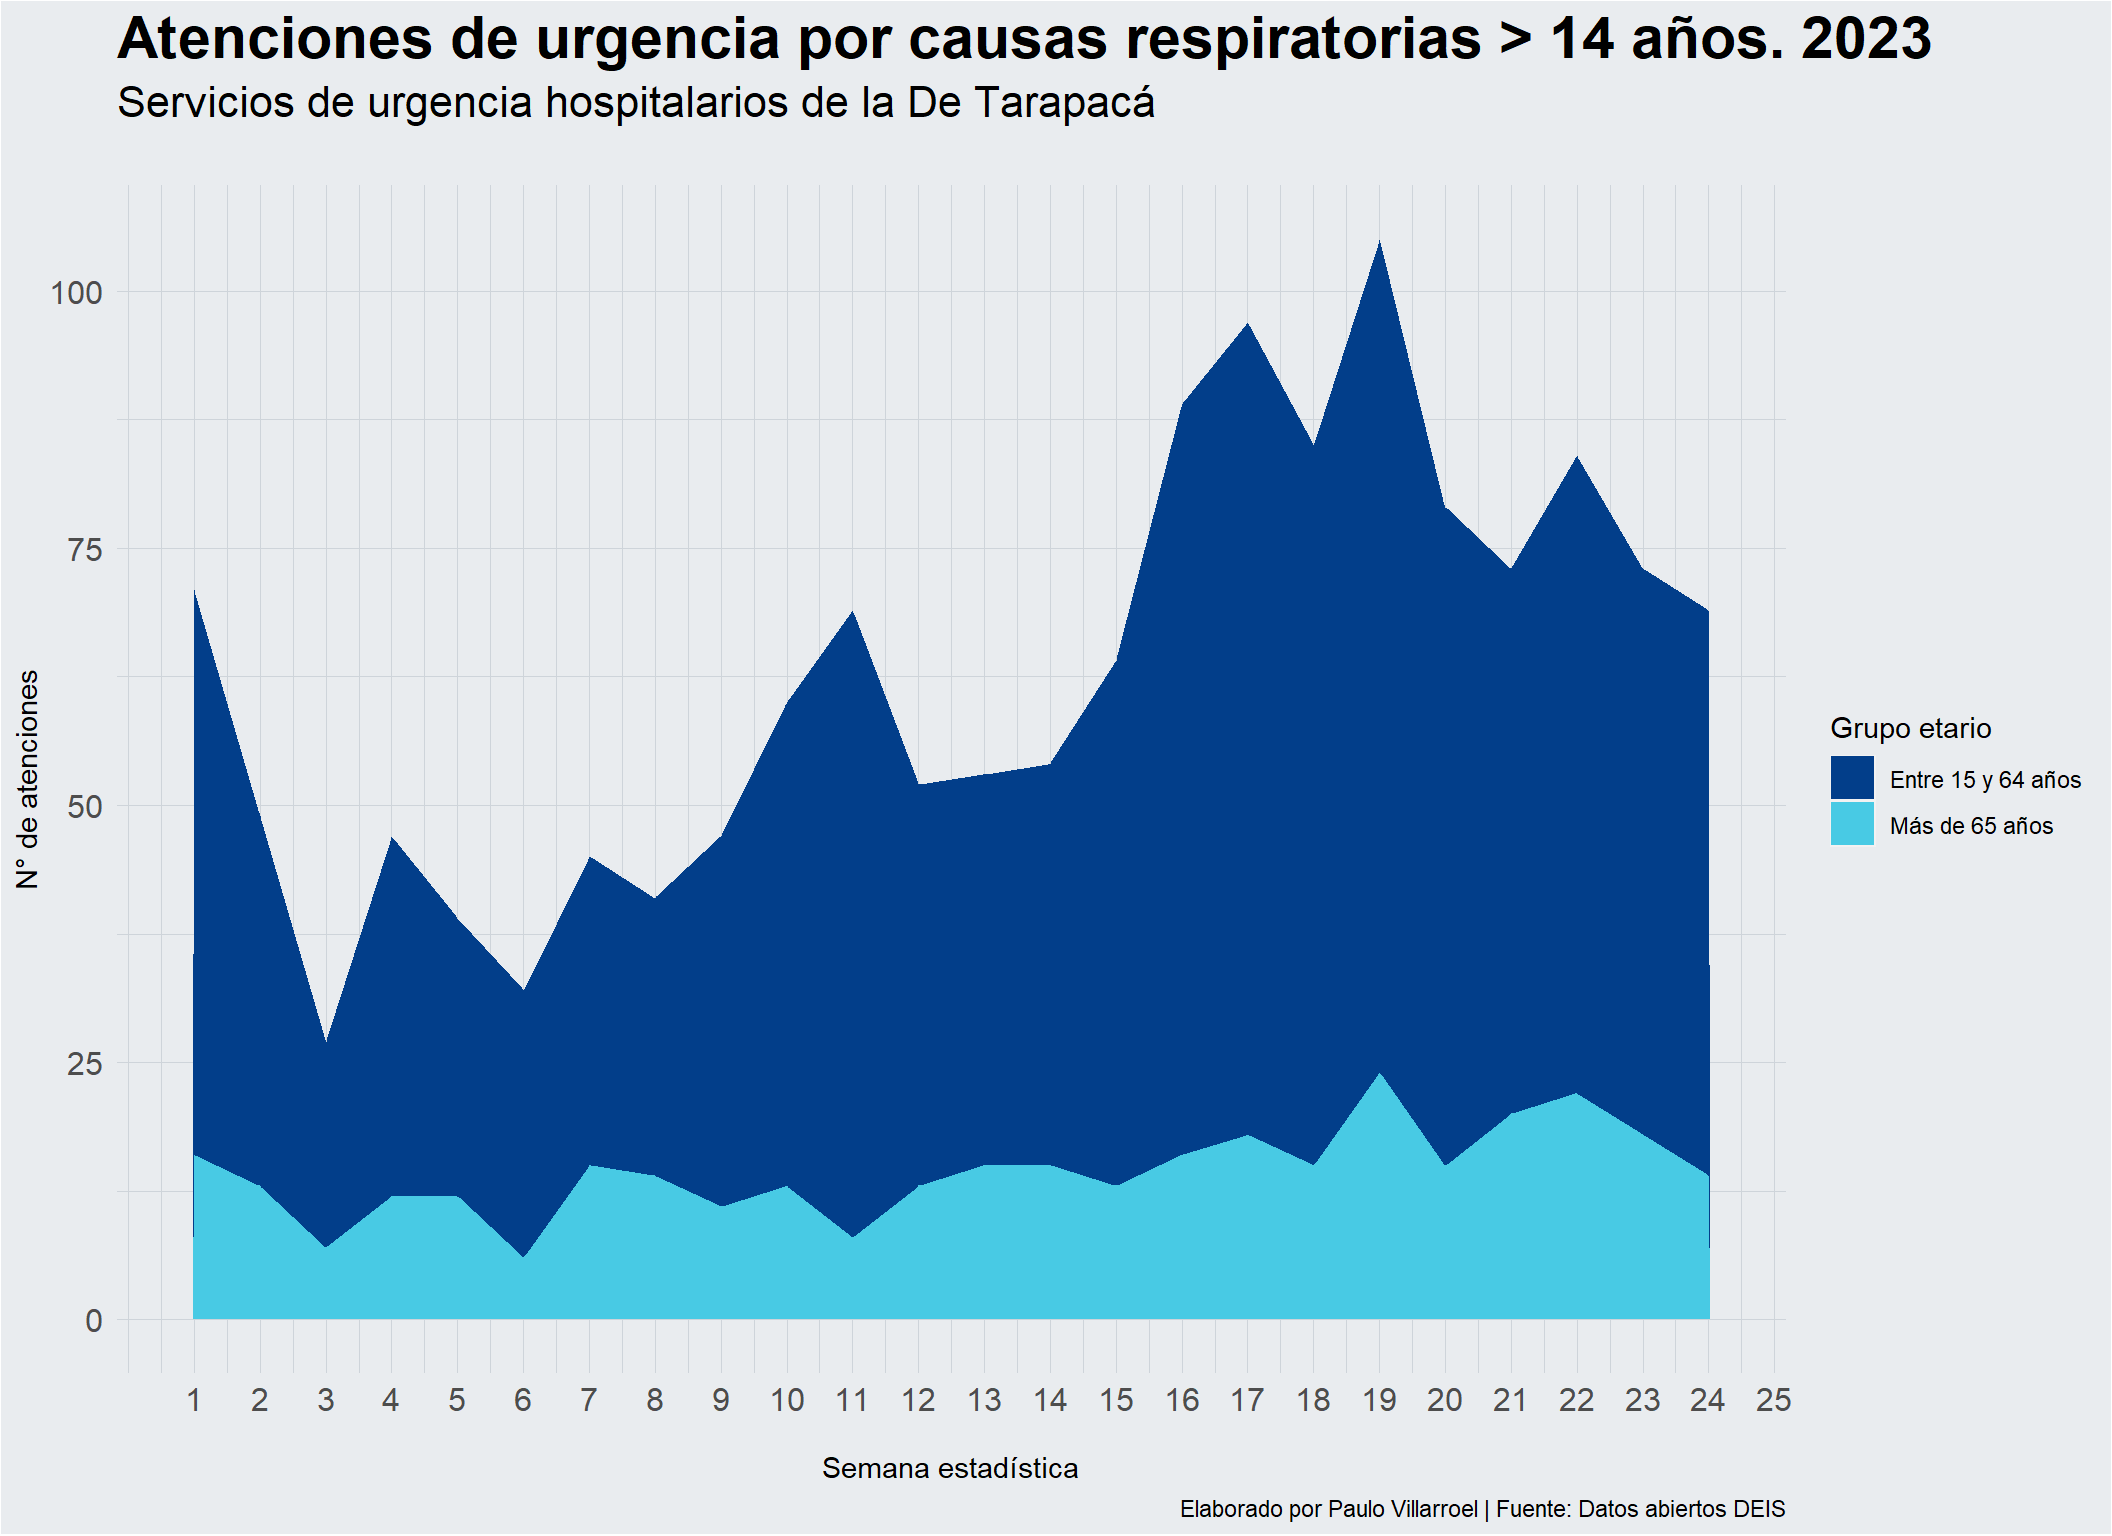 Atenciones de urgencia por causas respiratorias > 14 años. 2023
Servicios de urgencia hospitalarios de la De Tarapacá
100
75
50
25
0
N° de atenciones
1 2 3 4 5 6 7 8 9 10 11 12 13 14 15 16 17 18 19 20 21 22 23 24 25
Semana estadística
Grupo etario
Entre 15 y 64 años
Más de 65 años
Elaborado por Paulo Villarroel | Fuente: Datos abiertos DEIS